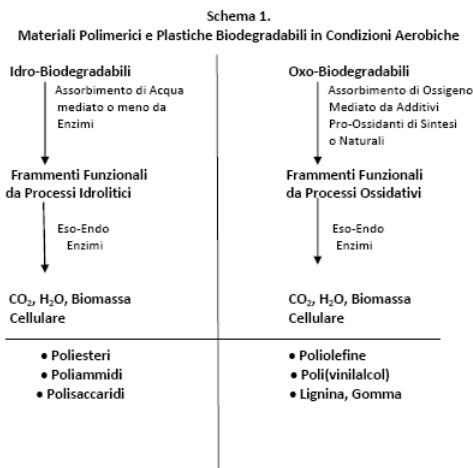 Schema 1.
Materiali Polimerici e Plastiche Biodegradabili in Condizioni Aerobiche
Idro-Biodegradabili
Assorbimento di Acqua
mediato o meno da
Enzimi
Frammenti Funzionali
da Processi Idrolitici
Eso-Endo
Enzimi
CO₂, H₂O, Biomassa
Cellulare
• Poliesteri
• Poliammidi
• Polisaccaridi
Oxo-Biodegradabili
Assorbimento di Ossigeno
Mediato da Additivi
Pro-Ossidanti di Sintesi
o Naturali
Frammenti Funzionali
da Processi Ossidativi
Eso-Endo
Enzimi
CO₂, H₂O, Biomassa
Cellulare
• Poliolefine
• Poli(vinilalcol)
• Lignina, Gomma